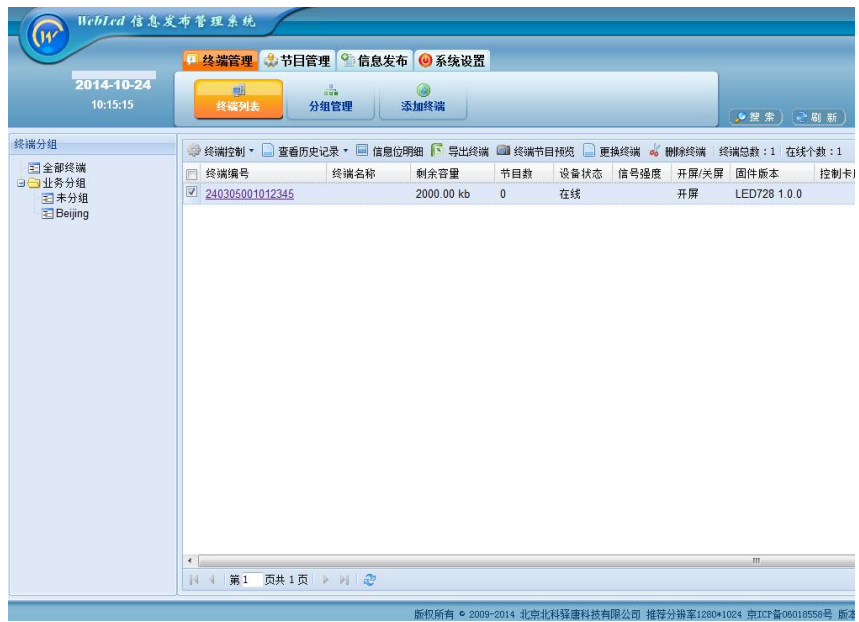 WebLed 信息发布管理系统
终端管理 节目管理 信息发布 系统设置
2014-10-24
10:15:15
终端列表 分组管理 添加终端
搜索 刷新
终端分组
全部终端
业务分组
未分组
Beijing
终端控制 查看历史记录 信息位明细 导出终端 终端节目预览 更换终端 删除终端 终端总数：1 在线个数：1
终端编号 终端名称 剩余容量 节目数 设备状态 信号强度 开屏/关屏 固件版本 控制卡
240305001012345 2000.00 kb 0 在线 开屏 LED728 1.0.0
第 1 页共 1 页
版权所有 © 2009-2014 北京北科驿唐科技有限公司 推荐分辨率1280*1024 京ICP备06018556号 版本